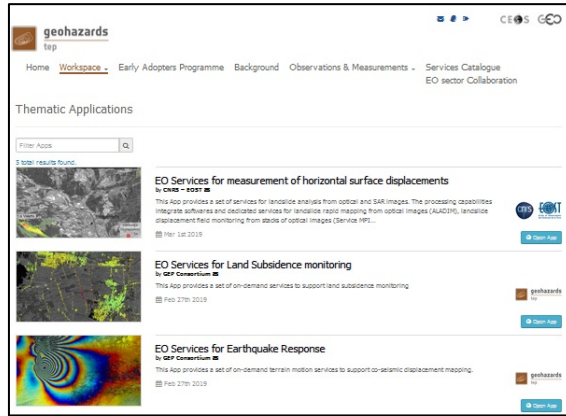 CEOS GEO
geohazards
tep
Home Workspace Early Adopters Programme Background Observations & Measurements Services Catalogue
EO sector Collaboration
Thematic Applications
Filter Apps
5 total results found.
EO Services for measurement of horizontal surface displacements
by CNRS - EOST
This App provides a set of services for landslide analysis from optical and SAR images. The processing capabilities
integrate softwares and dedicated services for landslide rapid mapping from optical images (ALADIM), landslide
displacement field monitoring from stacks of optical images (Service MPI...
Mar 1st 2019
cnrs EOST
Open App
EO Services for Land Subsidence monitoring
by GEP Consortium
This App provides a set of on-demand services to support land subsidence monitoring
Feb 27th 2019
geohazards
tep
Open App
EO Services for Earthquake Response
by GEP Consortium
This App provides a set of on-demand terrain motion services to support co-seismic displacement mapping.
Feb 27th 2019
geohazards
tep
Open App